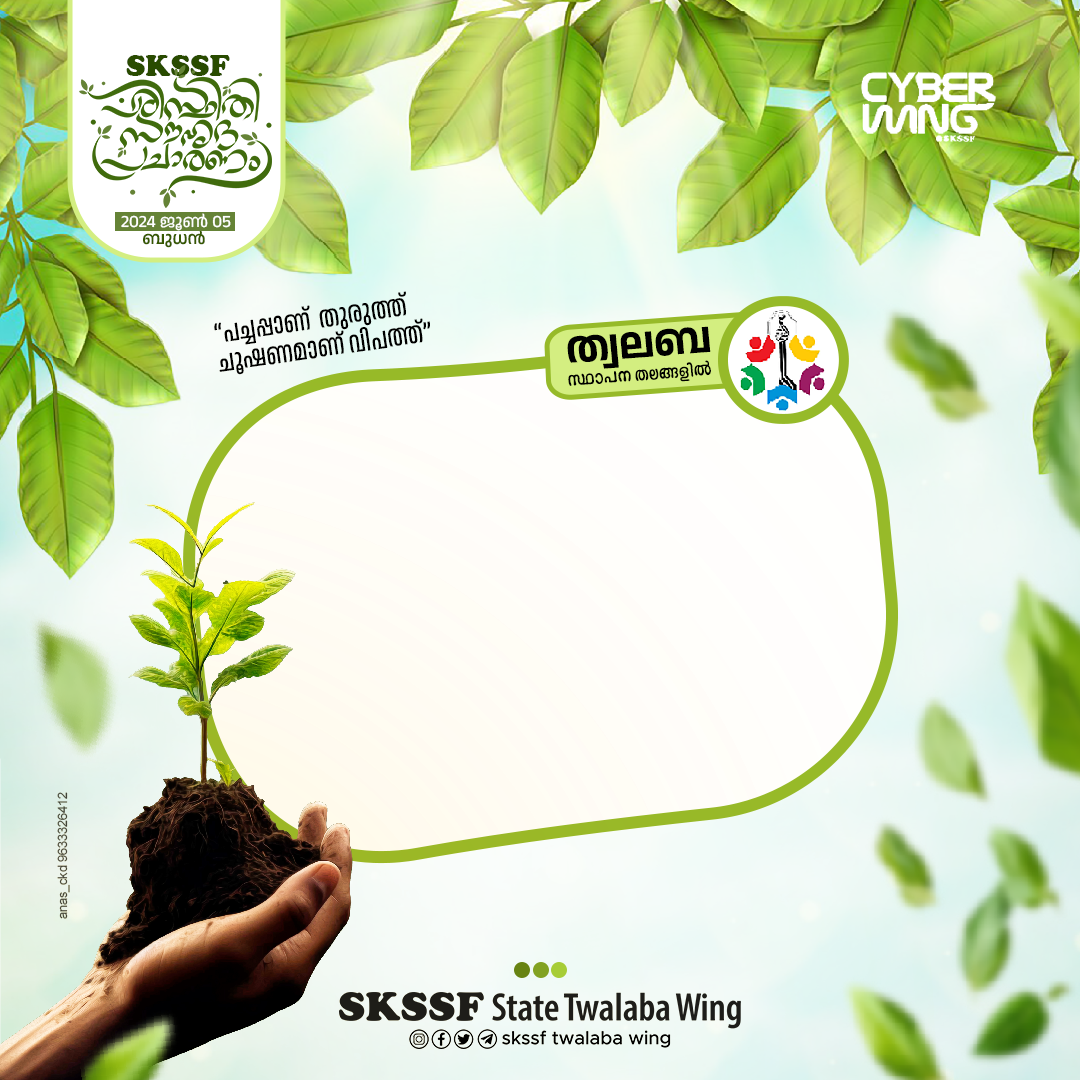 SKSSF
പരിസ്ഥിതി
സൗഹൃദ
പ്രചാരണം
2024 ജൂൺ 05
ബുധൻ
CYBER
WING
SKSSF
“പച്ചപ്പാണ് തുരുത്ത്
ചൂഷണമാണ് വിപത്ത്”
ത്വലബ
സ്ഥാപന തലങ്ങളിൽ
anas_ckd 9633326412
SKSSF State Twalaba Wing
skssf twalaba wing